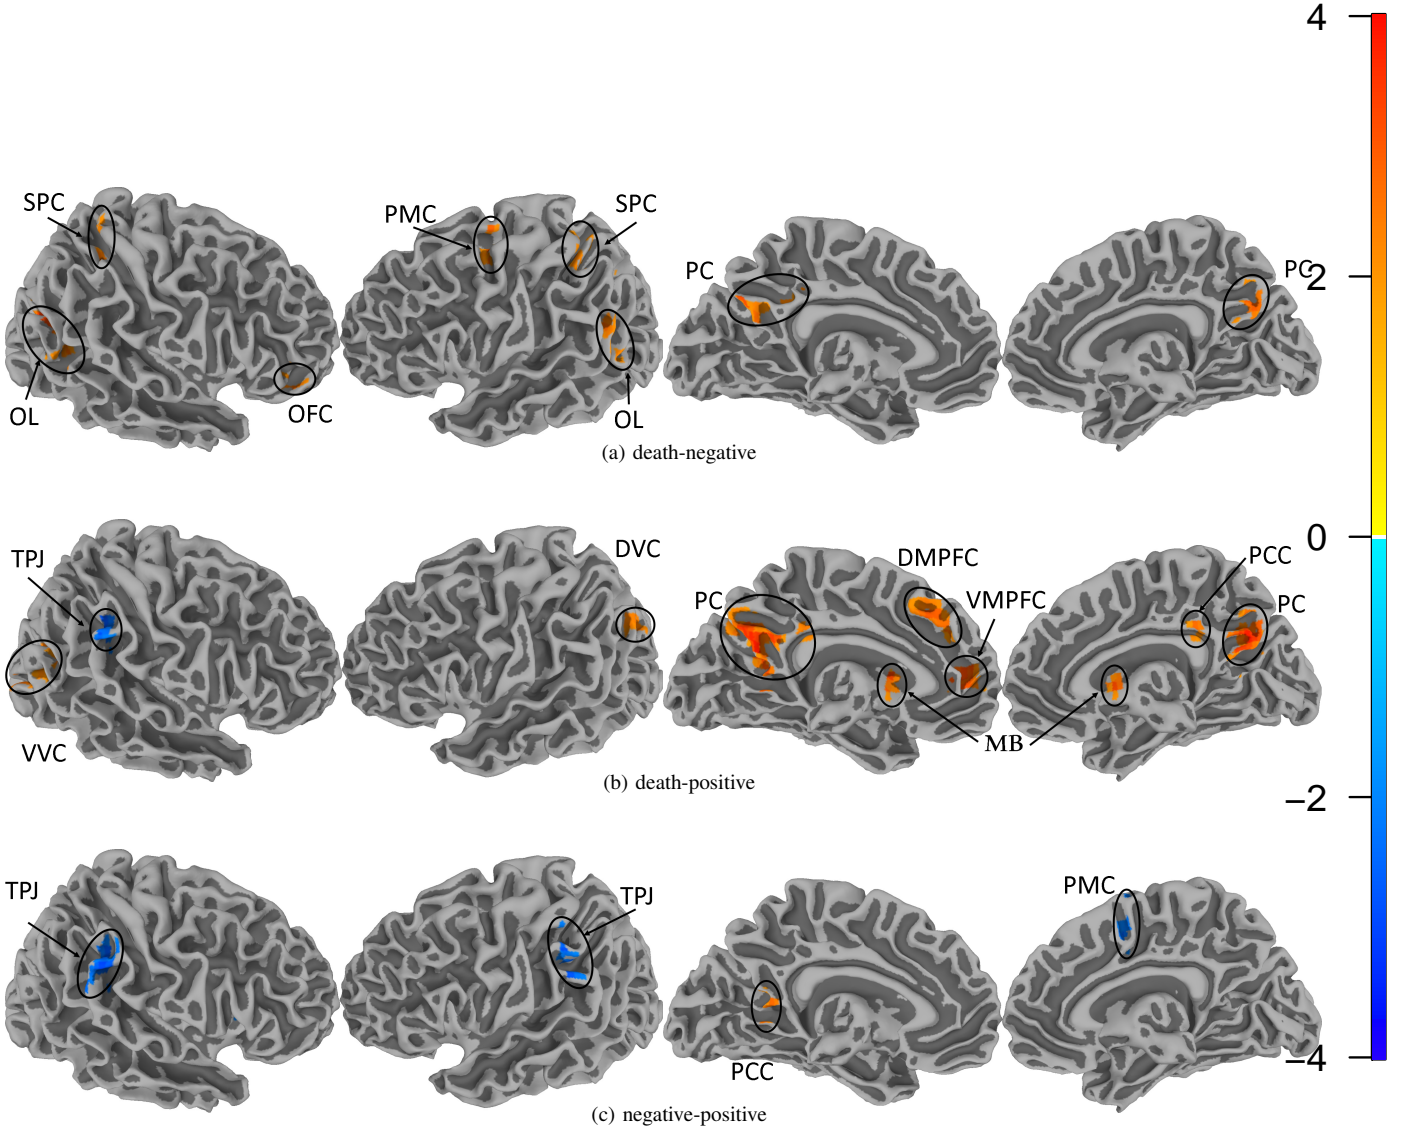 SPC
OL
OFC
PMC
SPC
OL
PC
PC
(a) death-negative
TPJ
VVC
DVC
PC
DMPFC
VMPFC
MB
PCC
PC
(b) death-positive
TPJ
TPJ
PCC
PMC
(c) negative-positive
4
2
0
−2
−4